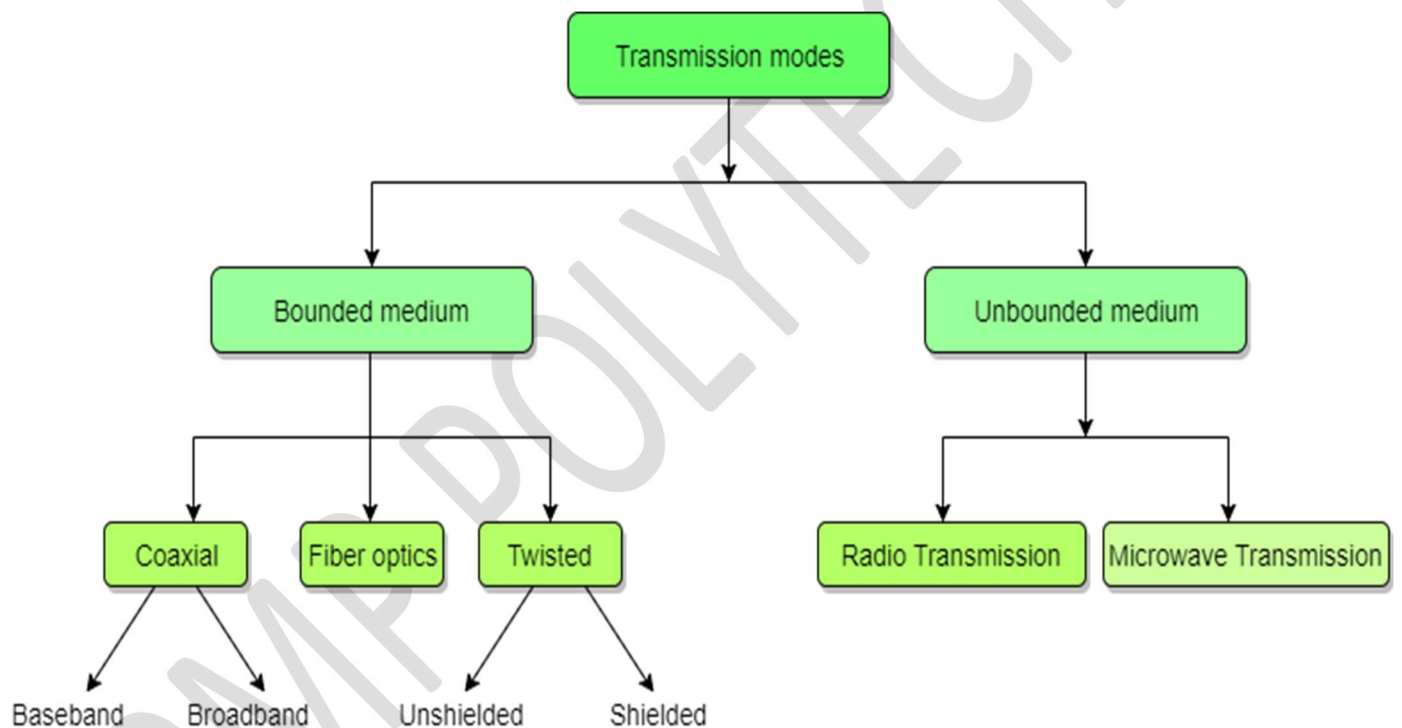 Transmission modes
Bounded medium
Unbounded medium
Coaxial
Fiber optics
Twisted
Radio Transmission
Microwave Transmission
Baseband
Broadband
Unshielded
Shielded